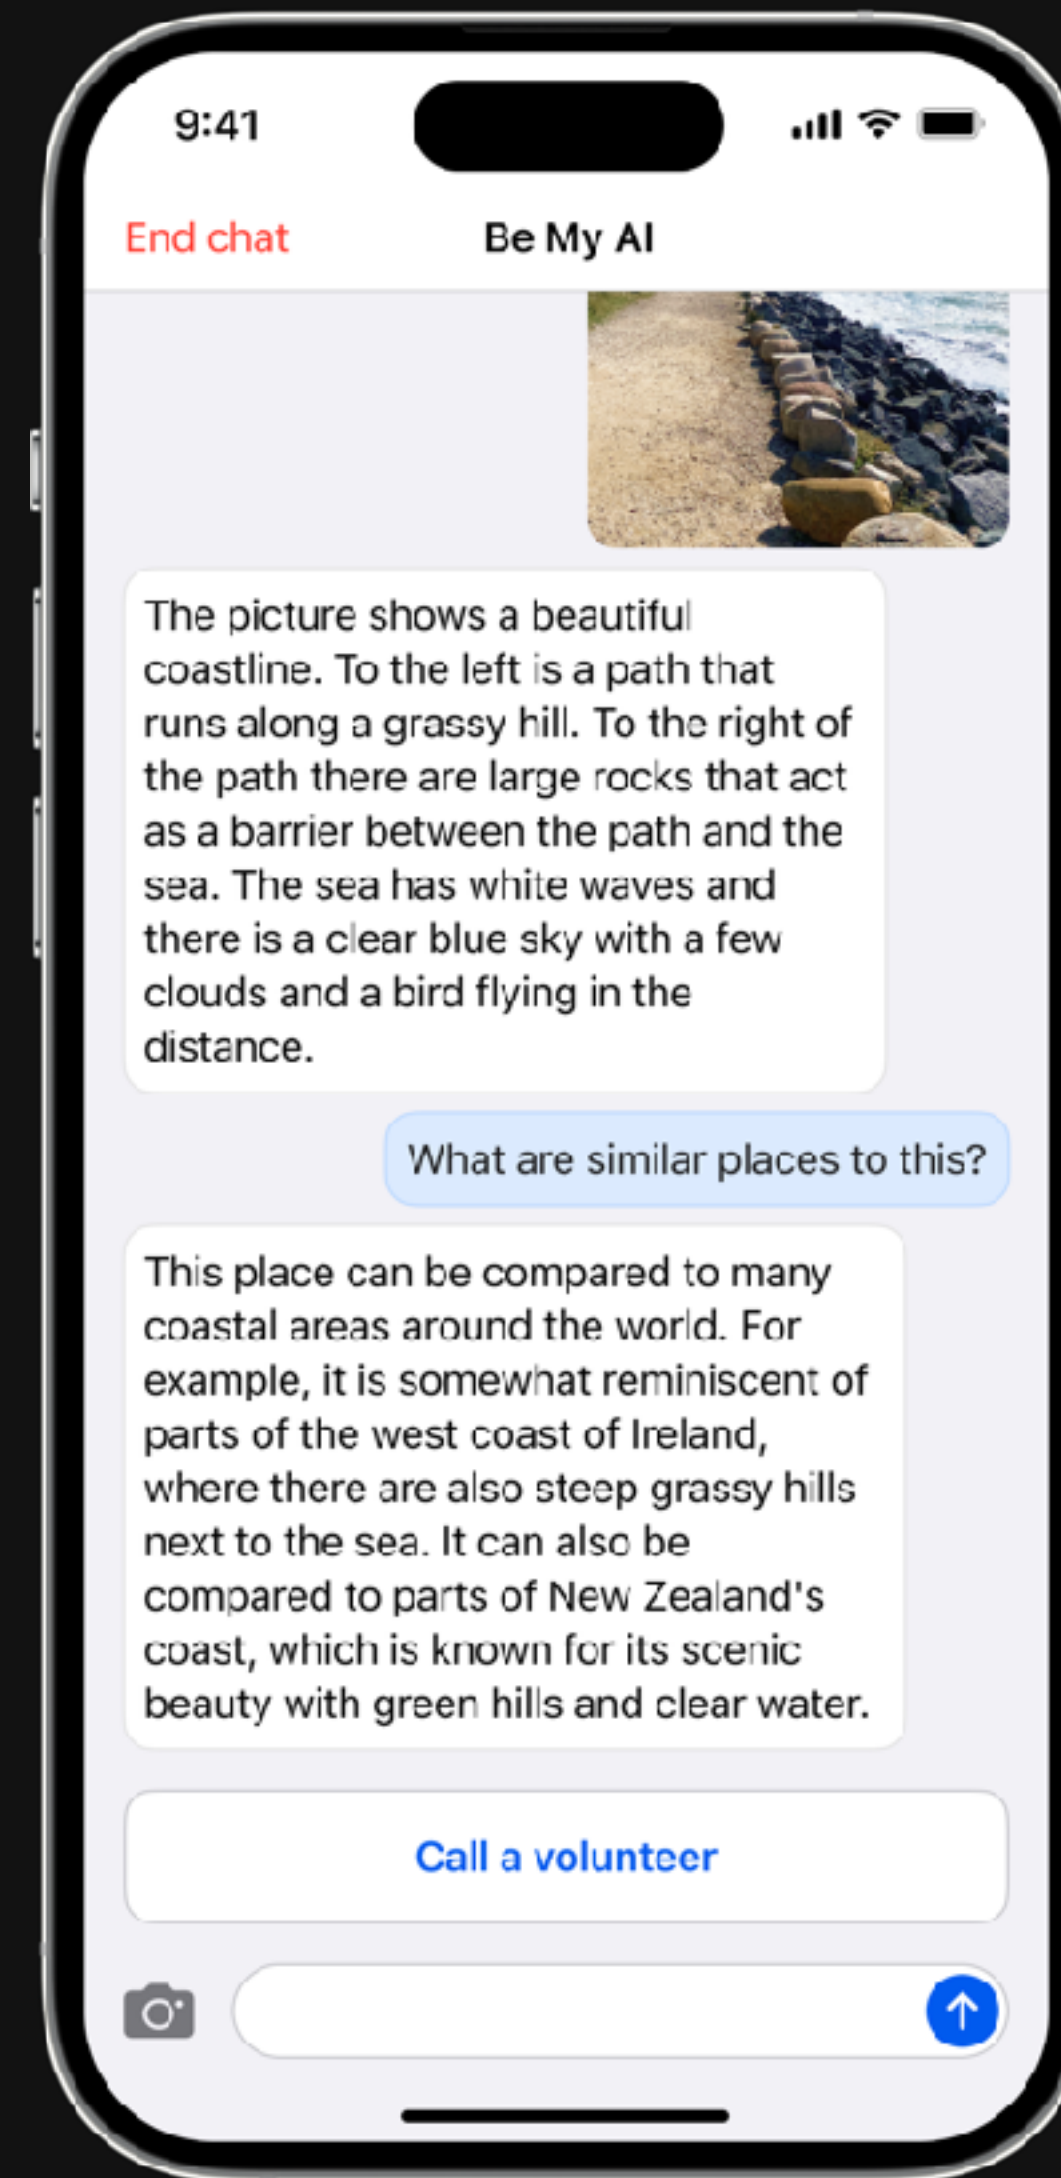 9:41
End chat
Be My AI
The picture shows a beautiful
coastline. To the left is a path that
runs along a grassy hill. To the right of
the path there are large rocks that act
as a barrier between the path and the
sea. The sea has white waves and
there is a clear blue sky with a few
clouds and a bird flying in the
distance.
What are similar places to this?
This place can be compared to many
coastal areas around the world. For
example, it is somewhat reminiscent of
parts of the west coast of Ireland,
where there are also steep grassy hills
next to the sea. It can also be
compared to parts of New Zealand's
coast, which is known for its scenic
beauty with green hills and clear water.
Call a volunteer